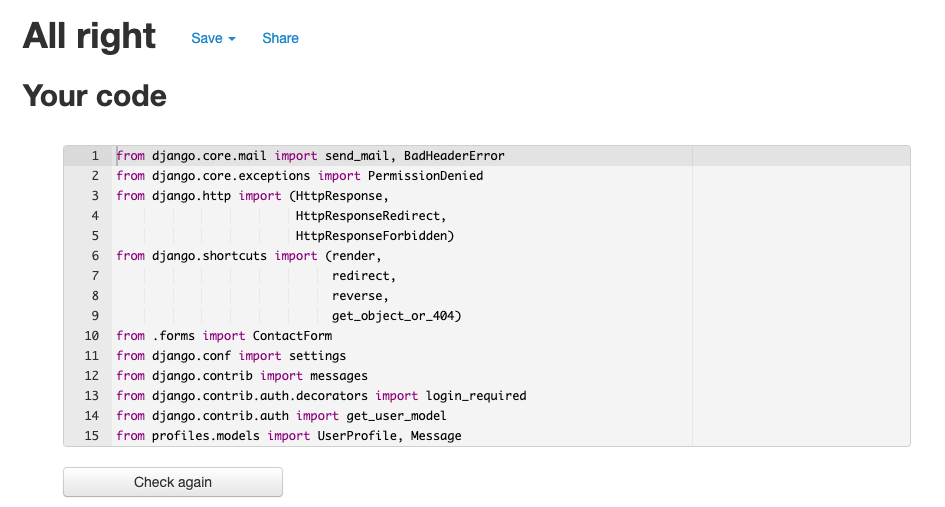 All right
Save
Share
Your code
1 from django.core.mail import send_mail, BadHeaderError
2 from django.core.exceptions import PermissionDenied
3 from django.http import (HttpResponse,
4 HttpResponseRedirect,
5 HttpResponseForbidden)
6 from django.shortcuts import (render,
7 redirect,
8 reverse,
9 get_object_or_404)
10 from .forms import ContactForm
11 from django.conf import settings
12 from django.contrib import messages
13 from django.contrib.auth.decorators import login_required
14 from django.contrib.auth import get_user_model
15 from profiles.models import UserProfile, Message
Check again